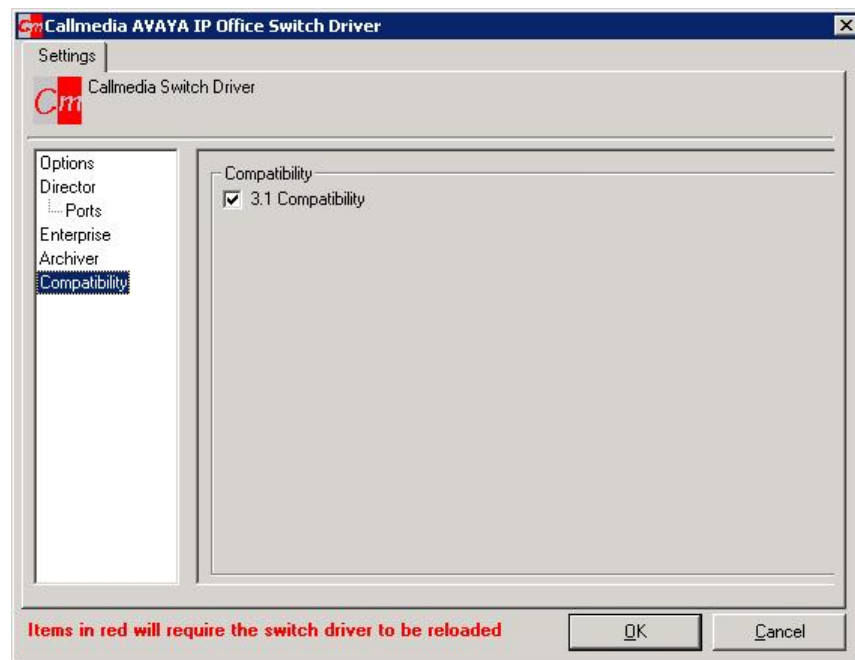 Cm Callmedia AVAYA IP Office Switch Driver
Settings
Cm Callmedia Switch Driver
Options
Director
Ports
Enterprise
Archiver
Compatibility
Compatibility
3.1 Compatibility
Items in red will require the switch driver to be reloaded
OK
Cancel